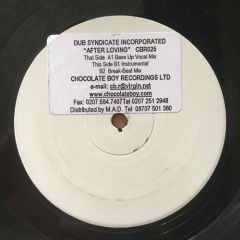 DUB SYNDICATE INCORPORATED
"AFTER LOVING" CBR025
That Side A1 Bass Up Vocal Mix
This Side B1 Instrumental
B2 Break-Beat Mix
CHOCOLATE BOY RECORDINGS LTD
e-mail: cb-r@virgin.net
www.chocolateboy.com
Fax: 0207.684.7467 Tel 0207 251 2948
Distributed by M.A.D. Tel 08707 501 380